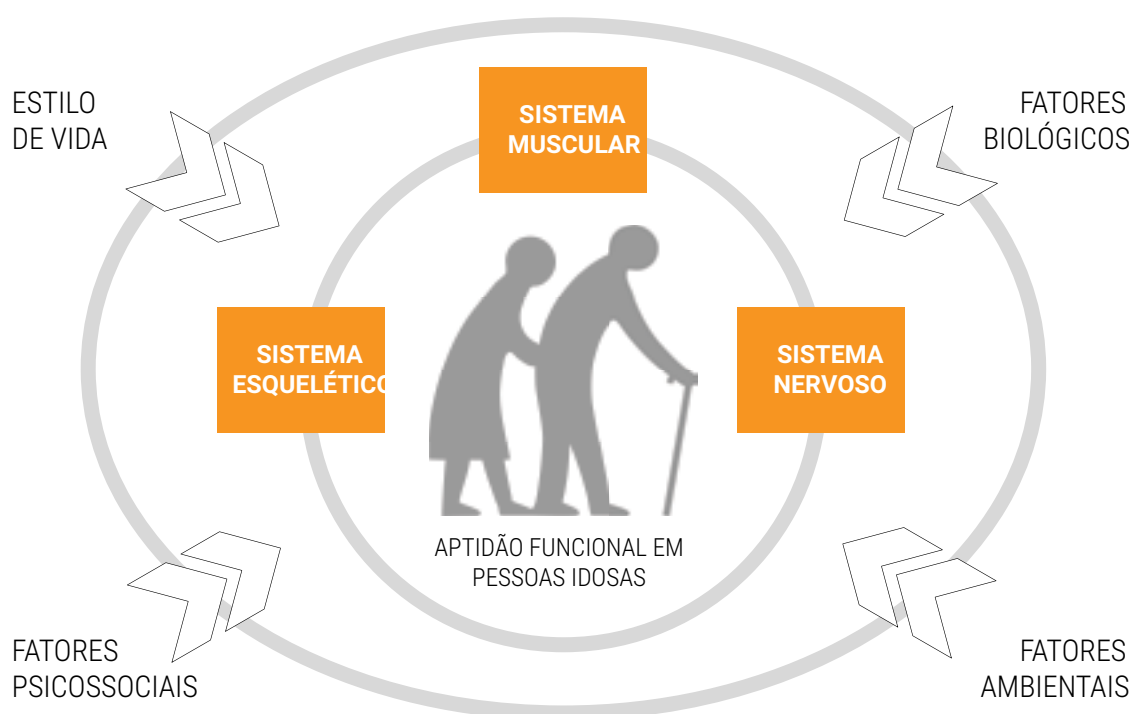 ESTILO
DE VIDA
SISTEMA
MUSCULAR
FATORES
BIOLÓGICOS
SISTEMA
ESQUELÉTICO
SISTEMA
NERVOSO
APTIDÃO FUNCIONAL EM
PESSOAS IDOSAS
FATORES
PSICOSSOCIAIS
FATORES
AMBIENTAIS